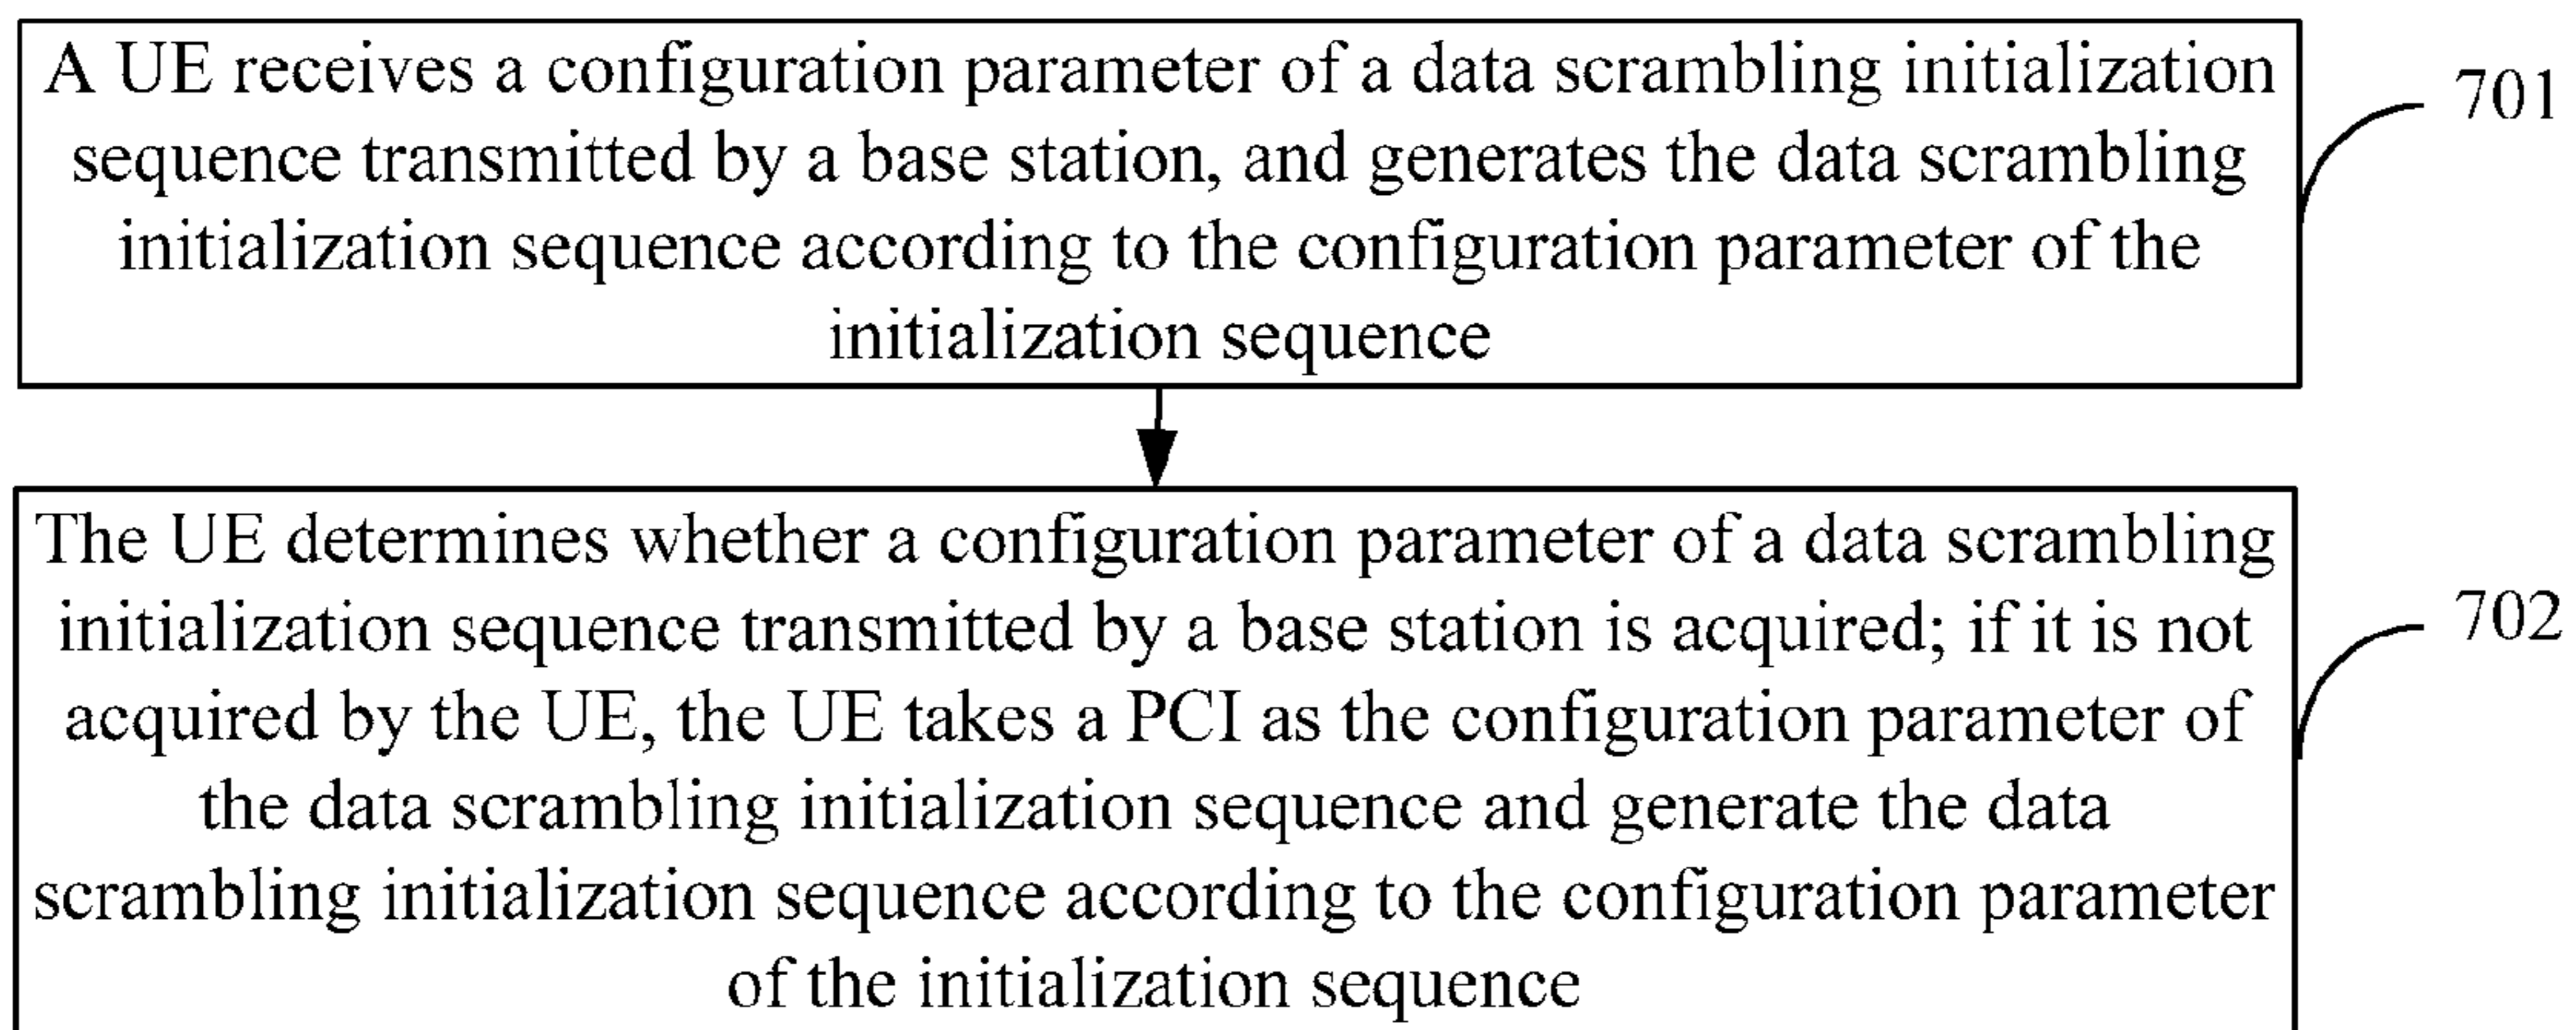 A UE receives a configuration parameter of a data scrambling initialization
sequence transmitted by a base station, and generates the data scrambling
initialization sequence according to the configuration parameter of the
initialization sequence
701
The UE determines whether a configuration parameter of a data scrambling
initialization sequence transmitted by a base station is acquired; if it is not
acquired by the UE, the UE takes a PCI as the configuration parameter of
the data scrambling initialization sequence and generate the data
scrambling initialization sequence according to the configuration parameter
of the initialization sequence
702